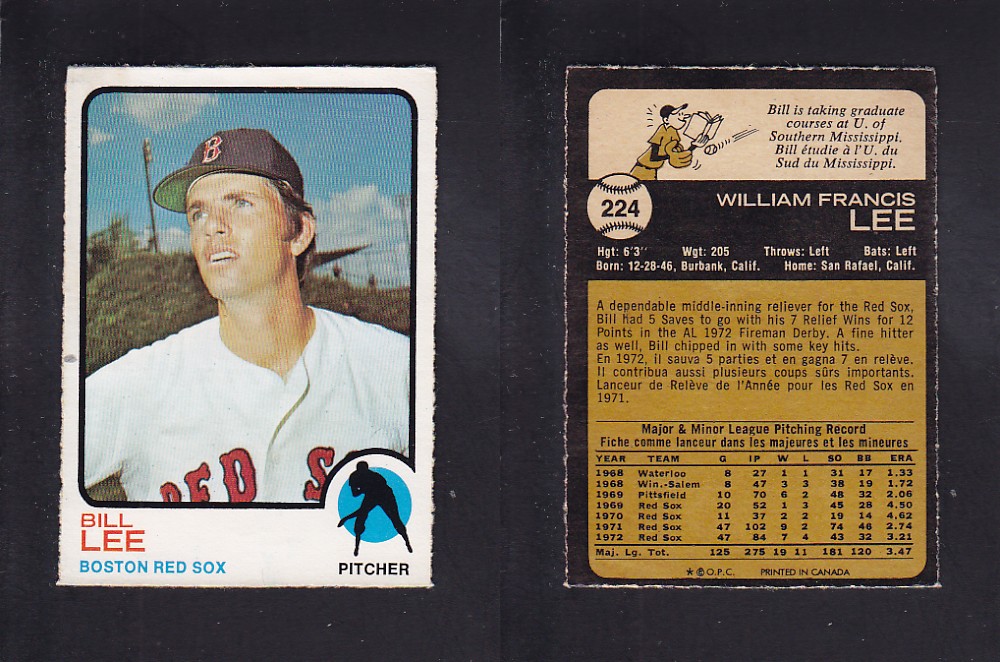 B
RED S
BILL
LEE
BOSTON RED SOX
PITCHER
Bill is taking graduate
courses at U. of
Southern Mississippi.
Bill étudie à l'U. du
Sud du Mississippi.
224
WILLIAM FRANCIS
LEE
Hgt: 6'3" Wgt: 205 Throws: Left Bats: Left
Born: 12-28-46, Burbank, Calif. Home: San Rafael, Calif.
A dependable middle-inning reliever for the Red Sox,
Bill had 5 Saves to go with his 7 Relief Wins for 12
Points in the AL 1972 Fireman Derby. A fine hitter
as well, Bill chipped in with some key hits.
En 1972, il sauva 5 parties et en gagna 7 en relève.
Il contribua aussi plusieurs coups sûrs importants.
Lanceur de Relève de l'Année pour les Red Sox en
1971.
Major & Minor League Pitching Record
Fiche comme lanceur dans les majeures et les mineures
YEAR TEAM G IP W L SO BB ERA
1968 Waterloo 8 27 1 1 31 17 1.33
1968 Win.-Salem 8 47 3 3 38 19 1.72
1969 Pittsfield 10 70 6 2 48 32 2.06
1969 Red Sox 20 52 1 3 45 28 4.50
1970 Red Sox 11 37 2 2 19 14 4.62
1971 Red Sox 47 102 9 2 74 46 2.74
1972 Red Sox 47 84 7 4 43 32 3.21
Maj. Lg. Tot. 125 275 19 11 181 120 3.47
* © O.P.C. PRINTED IN CANADA